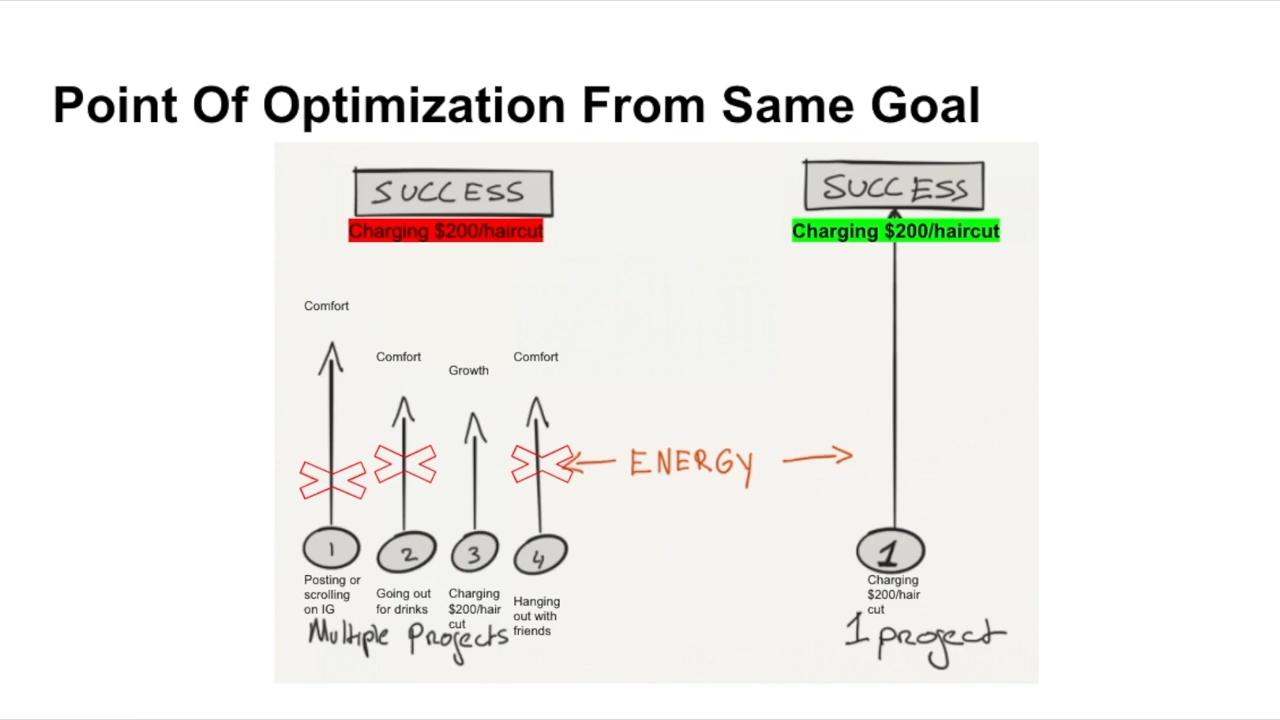 Point Of Optimization From Same Goal
SUCCESS
Charging $200/haircut
Comfort
Comfort
Growth
Comfort
1
2
3
4
Posting or
scrolling
on IG
Going out
for drinks
Charging
$200/hair
cut
Hanging
out with
friends
Multiple Projects
← ENERGY →
SUCCESS
Charging $200/haircut
1
Charging
$200/hair
cut
1 project